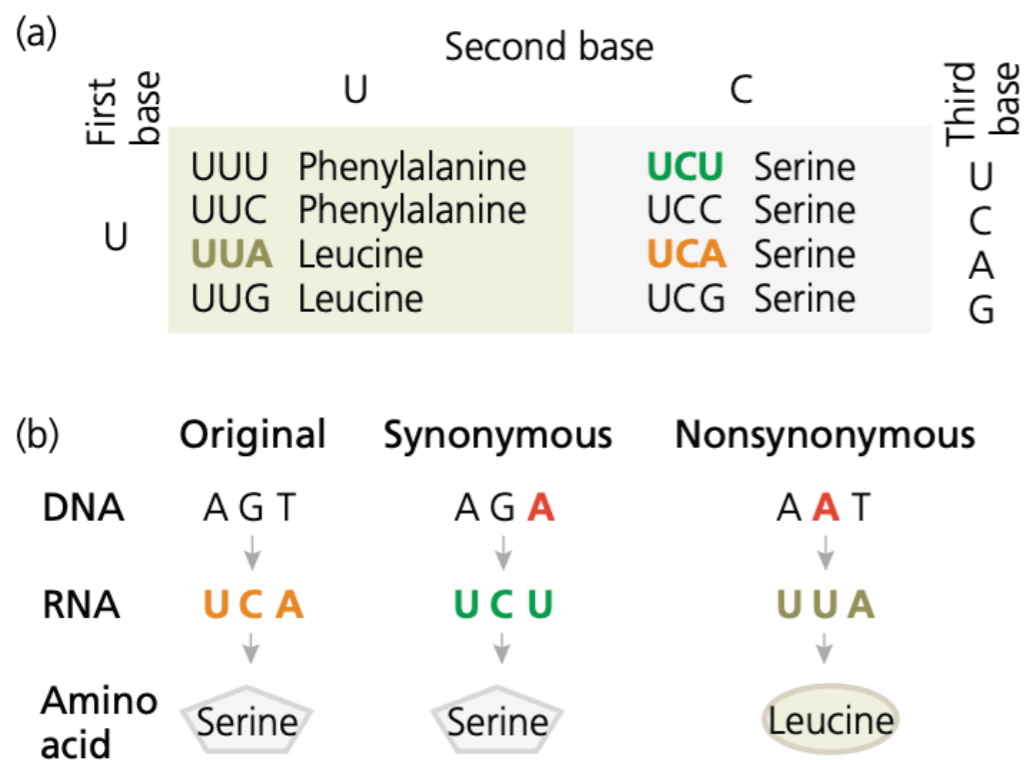 (a)
Second base
First base
U
C
Third base
UUU Phenylalanine UCU Serine U
UUC Phenylalanine UCC Serine C
U
UUA Leucine UCA Serine A
UUG Leucine UCG Serine G
(b) Original Synonymous Nonsynonymous
DNA A G T A G A A A T
RNA U C A U C U U U A
Amino acid
Serine Serine Leucine